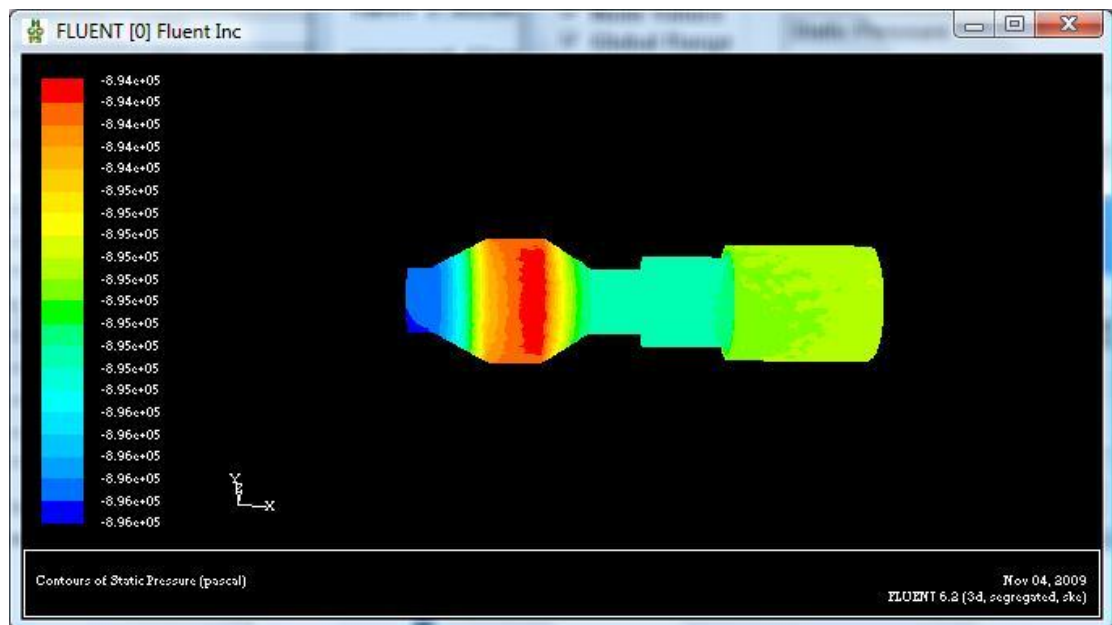 FLUENT [0] Fluent Inc
-8.94e+05
-8.94e+05
-8.94e+05
-8.94e+05
-8.94e+05
-8.95e+05
-8.95e+05
-8.95e+05
-8.95e+05
-8.95e+05
-8.95e+05
-8.95e+05
-8.95e+05
-8.95e+05
-8.95e+05
-8.96e+05
-8.96e+05
-8.96e+05
-8.96e+05
-8.96e+05
-8.96e+05
Y
Z
X
Contours of Static Pressure (pascal)
Nov 04, 2009
FLUENT 6.2 (3d, segregated, ske)